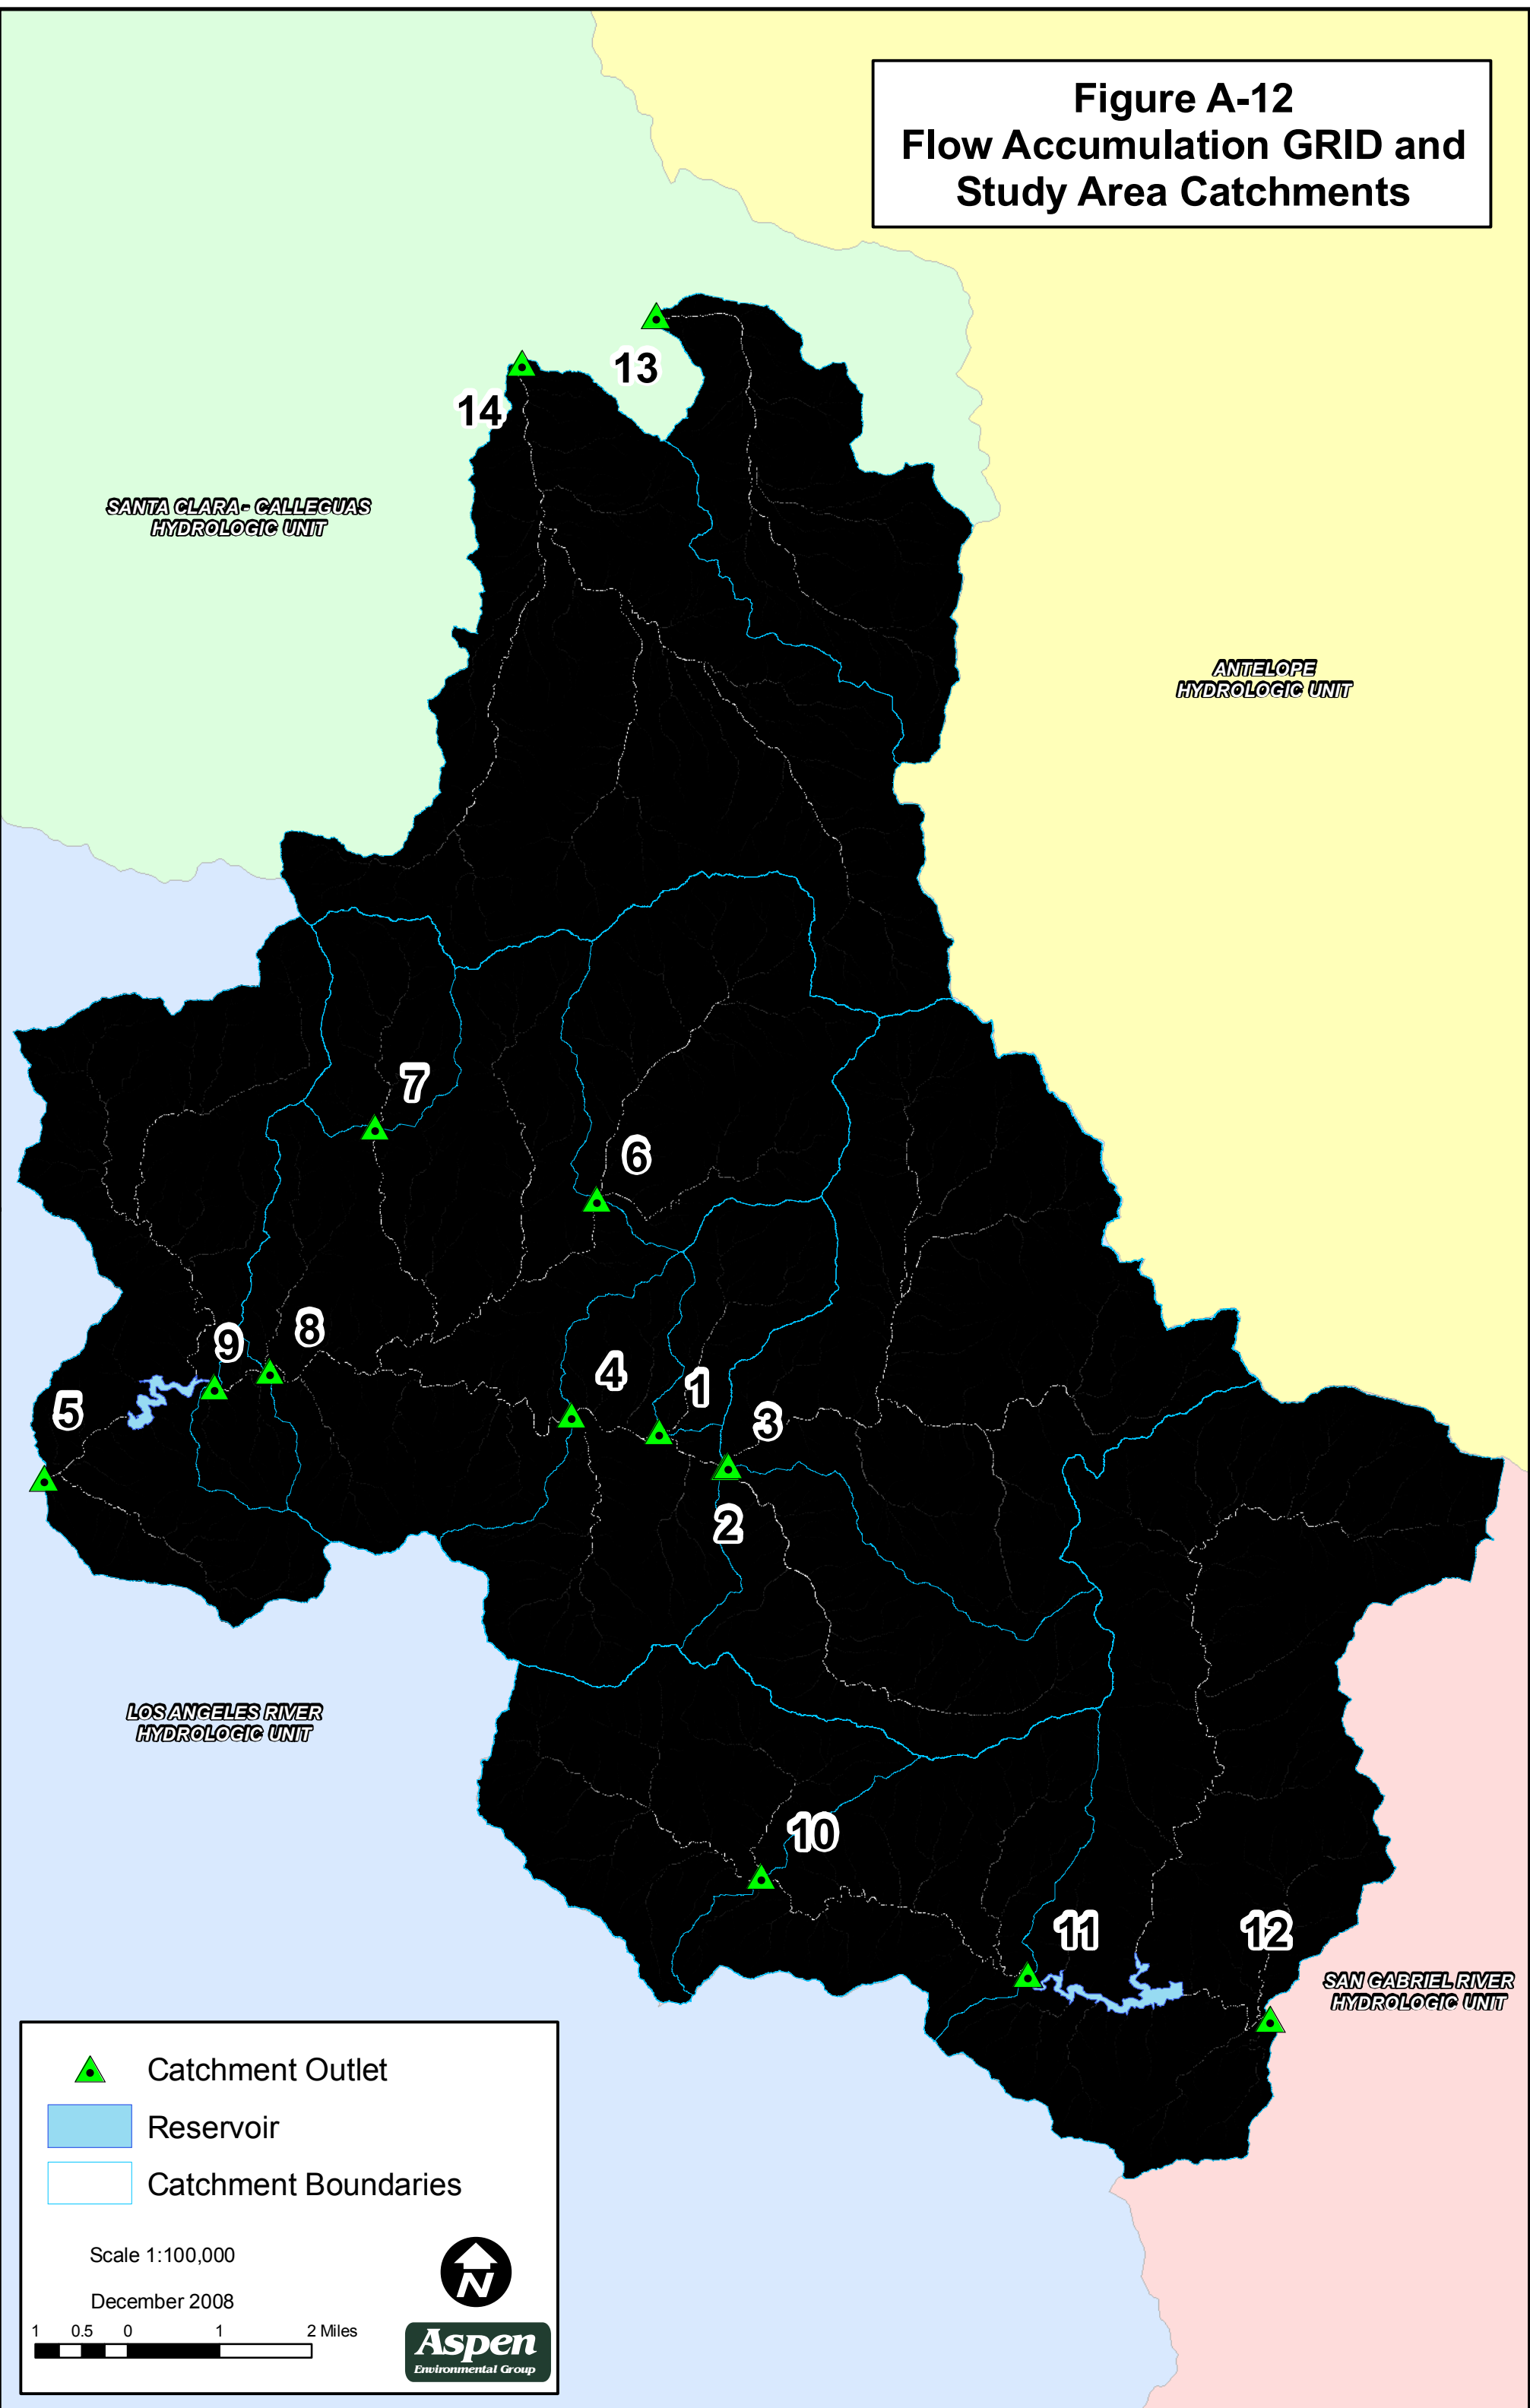 Figure A-12
Flow Accumulation GRID and
Study Area Catchments
13
14
SANTA CLARA - CALLEGUAS
HYDROLOGIC UNIT
ANTELOPE
HYDROLOGIC UNIT
7
6
8
9
4
1
5
3
2
LOS ANGELES RIVER
HYDROLOGIC UNIT
10
11
12
SAN GABRIEL RIVER
HYDROLOGIC UNIT
Catchment Outlet
Reservoir
Catchment Boundaries
Scale 1:100,000
December 2008
1 0.5 0 1 2 Miles
N
Aspen
Environmental Group